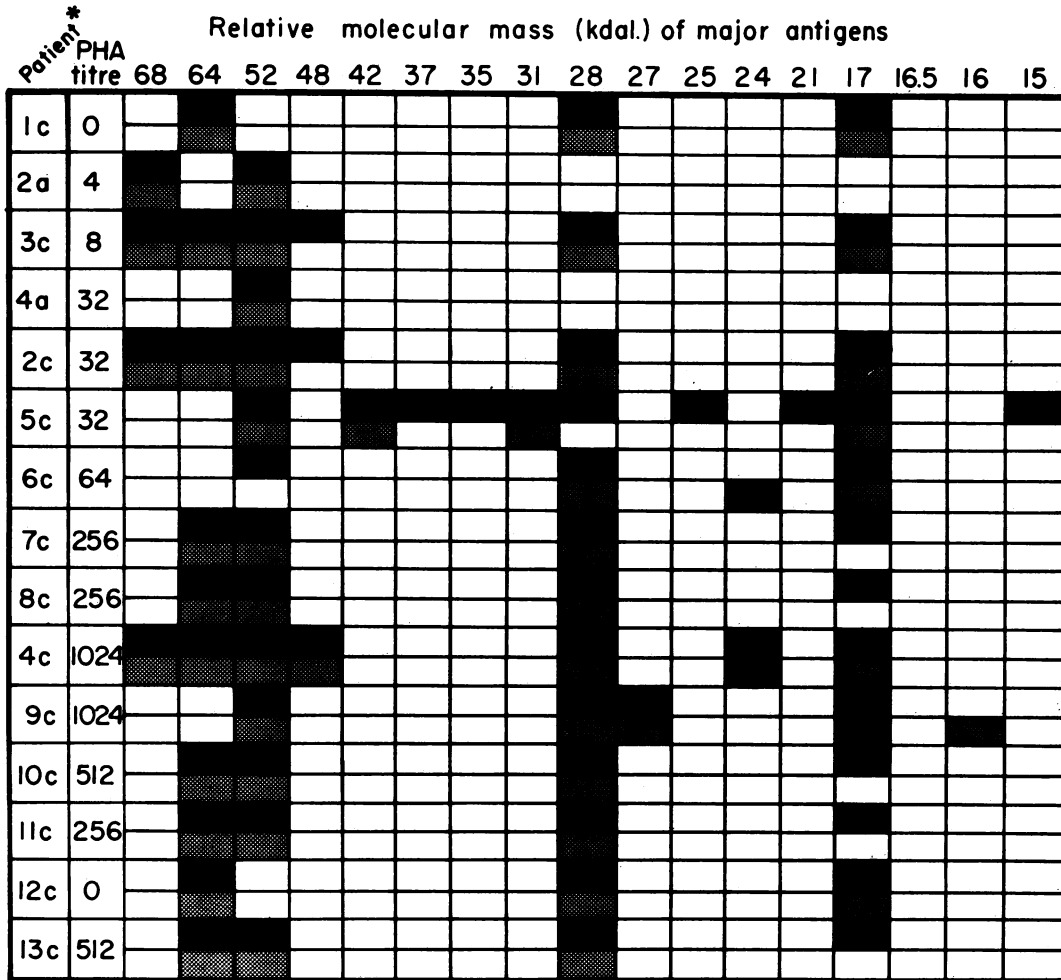 Relative molecular mass (kdal.) of major antigens
Patient* PHA titre 68 64 52 48 42 37 35 31 28 27 25 24 21 17 16.5 16 15
1c 0
2a 4
3c 8
4a 32
2c 32
5c 32
6c 64
7c 256
8c 256
4c 1024
9c 1024
10c 512
11c 256
12c 0
13c 512